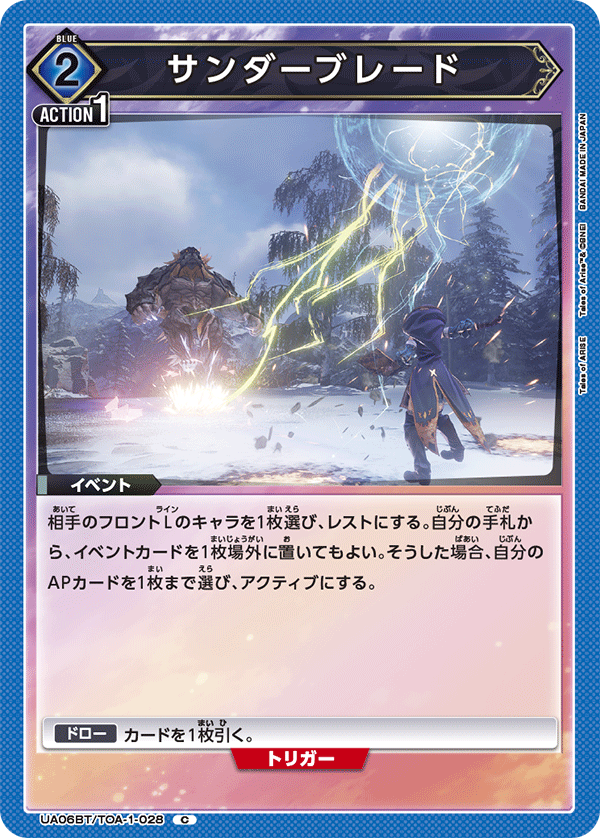 BLUE
2
サンダーブレード
ACTION 1
BANDAI MADE IN JAPAN
Tales of Arise™& ©BNEI
Tales of ARISE
イベント
相手のフロントLのキャラを1枚選び、レストにする。自分の手札か
ら、イベントカードを1枚場外に置いてもよい。そうした場合、自分の
APカードを1枚まで選び、アクティブにする。
ドロー カードを1枚引く。
トリガー
UA06BT/TOA-1-028 C